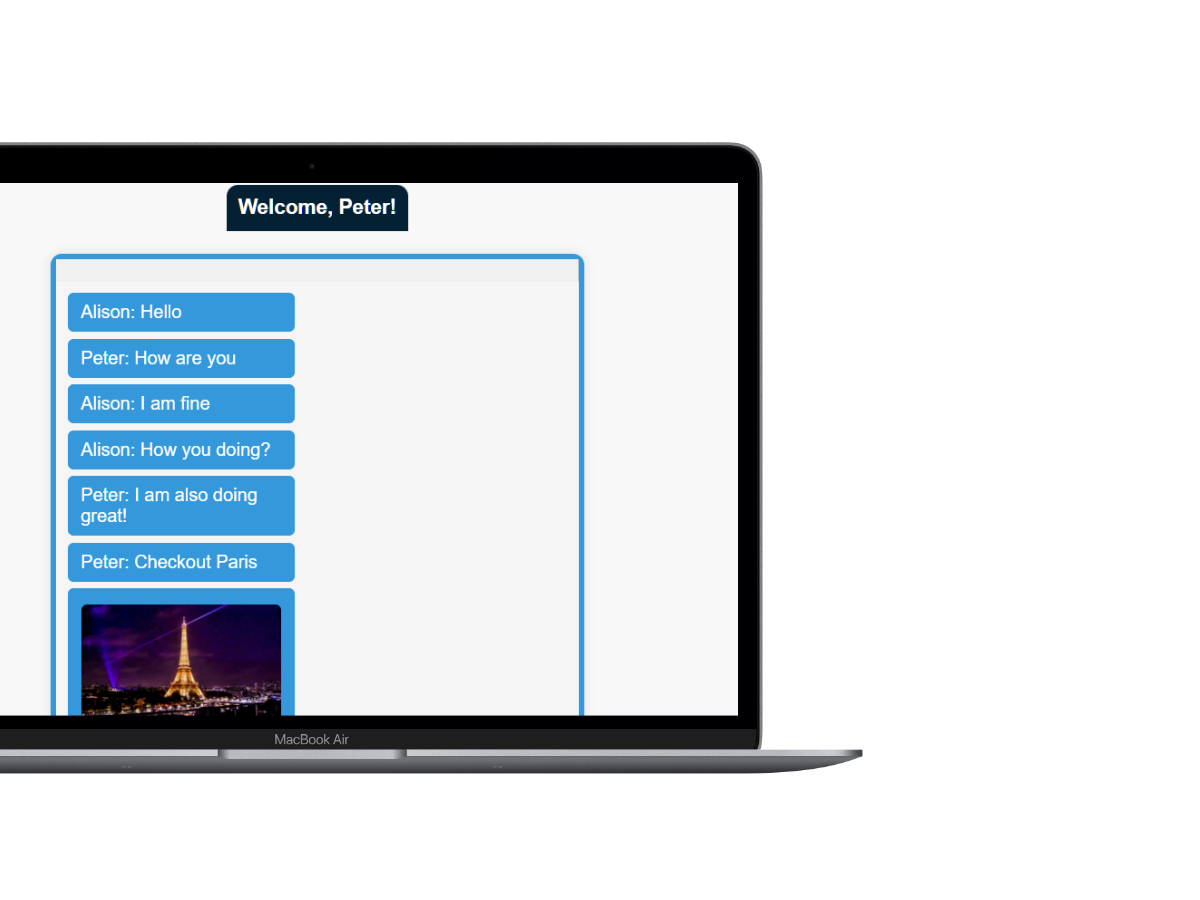 Welcome, Peter!
Alison: Hello
Peter: How are you
Alison: I am fine
Alison: How you doing?
Peter: I am also doing
great!
Peter: Checkout Paris
MacBook Air